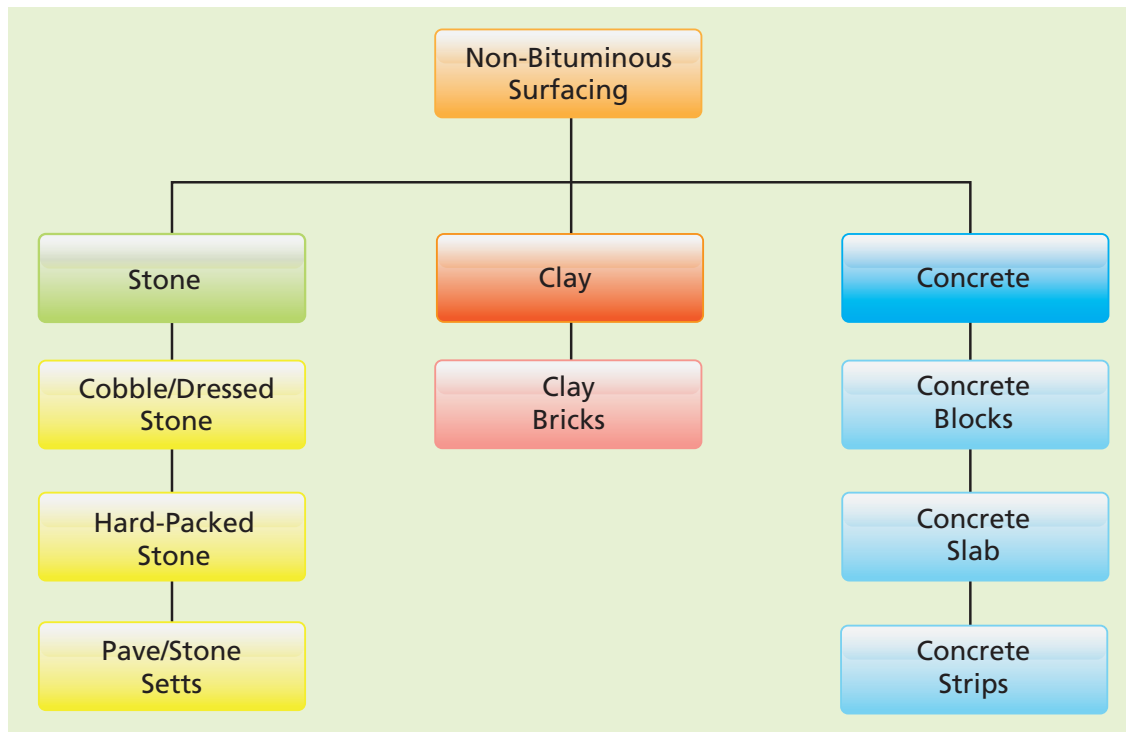 Non-Bituminous
Surfacing
Stone
Clay
Concrete
Cobble/Dressed
Stone
Clay
Bricks
Concrete
Blocks
Hard-Packed
Stone
Concrete
Slab
Pave/Stone
Setts
Concrete
Strips